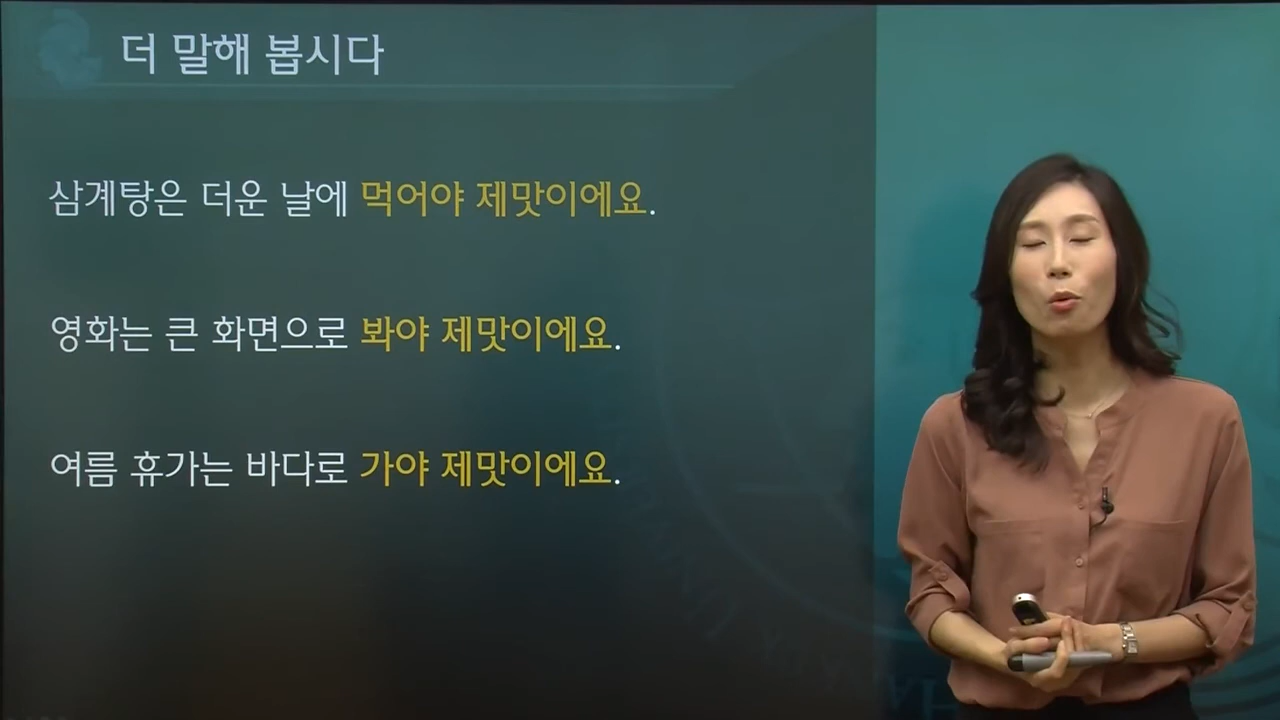 더 말해 봅시다
삼계탕은 더운 날에 먹어야 제맛이에요.
영화는 큰 화면으로 봐야 제맛이에요.
여름 휴가는 바다로 가야 제맛이에요.